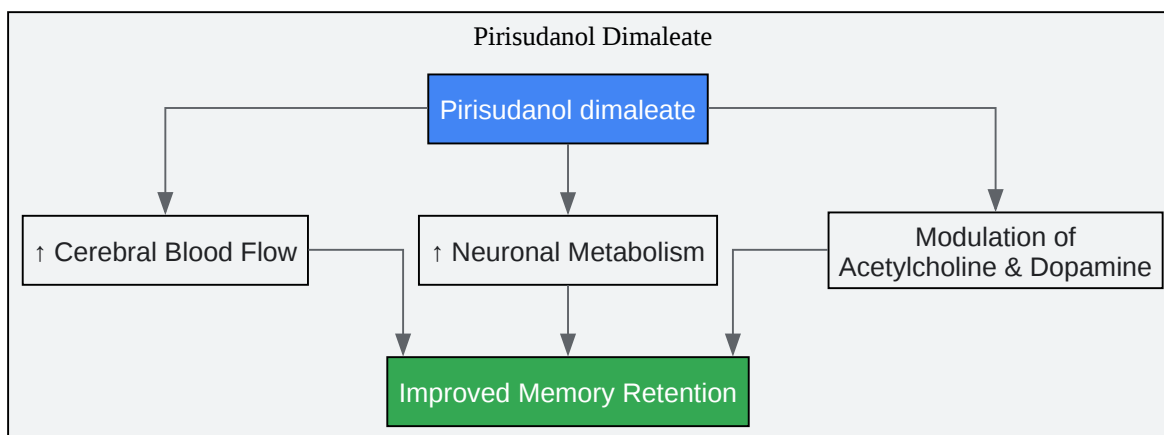 Pirisudanol Dimaleate
Pirisudanol dimaleate
↑ Cerebral Blood Flow
↑ Neuronal Metabolism
Modulation of
Acetylcholine & Dopamine
Improved Memory Retention